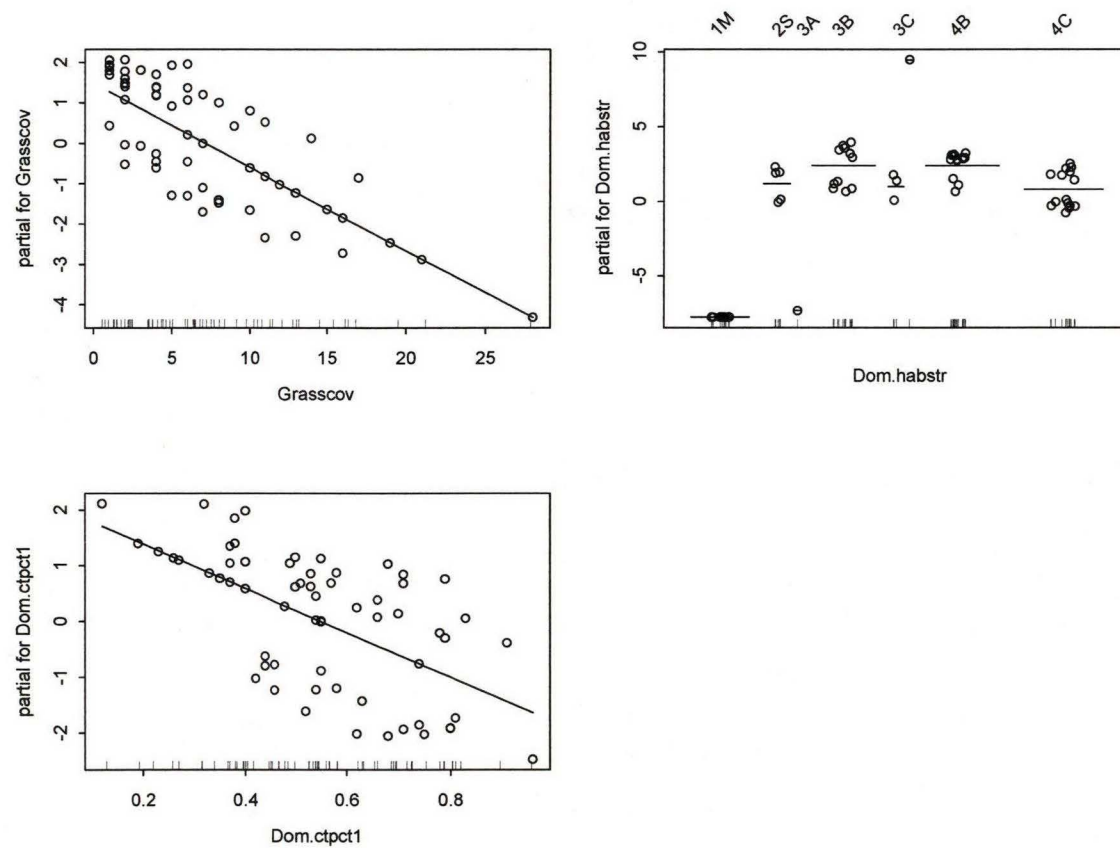 partial for Grasscov
2
1
0
-1
-2
-3
-4
0 5 10 15 20 25
Grasscov
1M 2S 3A 3B 3C 4B 4C
partial for Dom.habstr
10
5
0
-5
Dom.habstr
partial for Dom.ctpct1
2
1
0
-1
-2
0.2 0.4 0.6 0.8
Dom.ctpct1